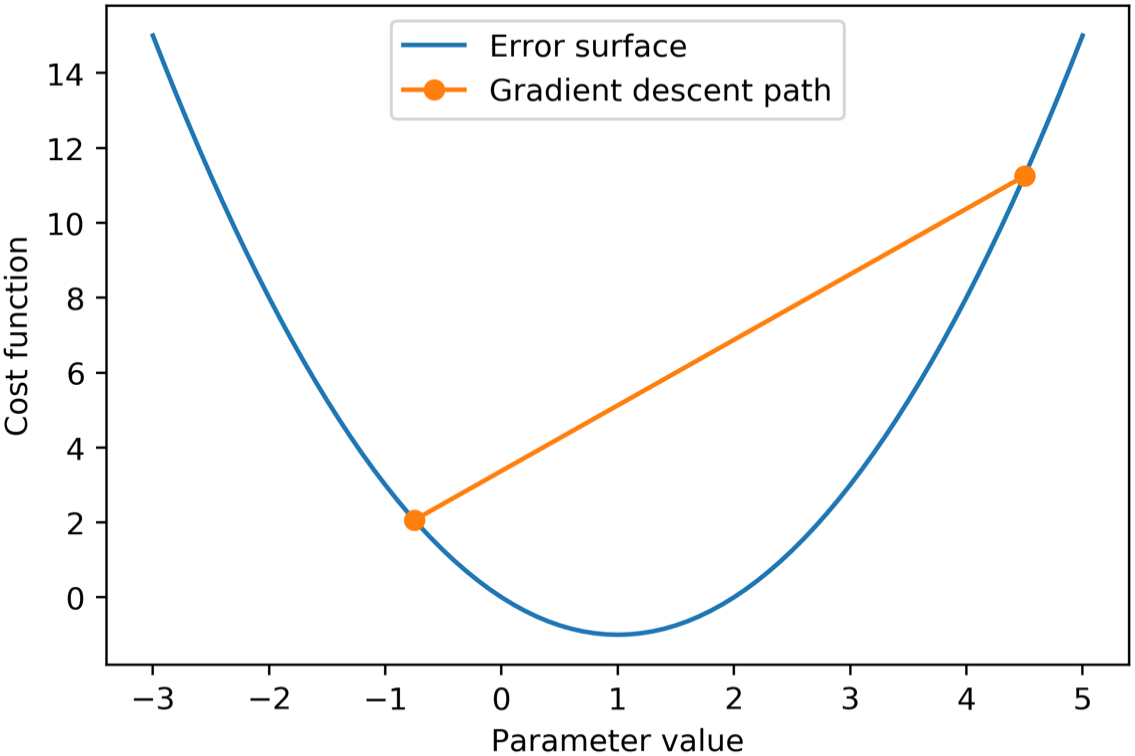 Error surface
Gradient descent path
14
12
10
8
6
4
2
0
−3 −2 −1 0 1 2 3 4 5
Parameter value
Cost function